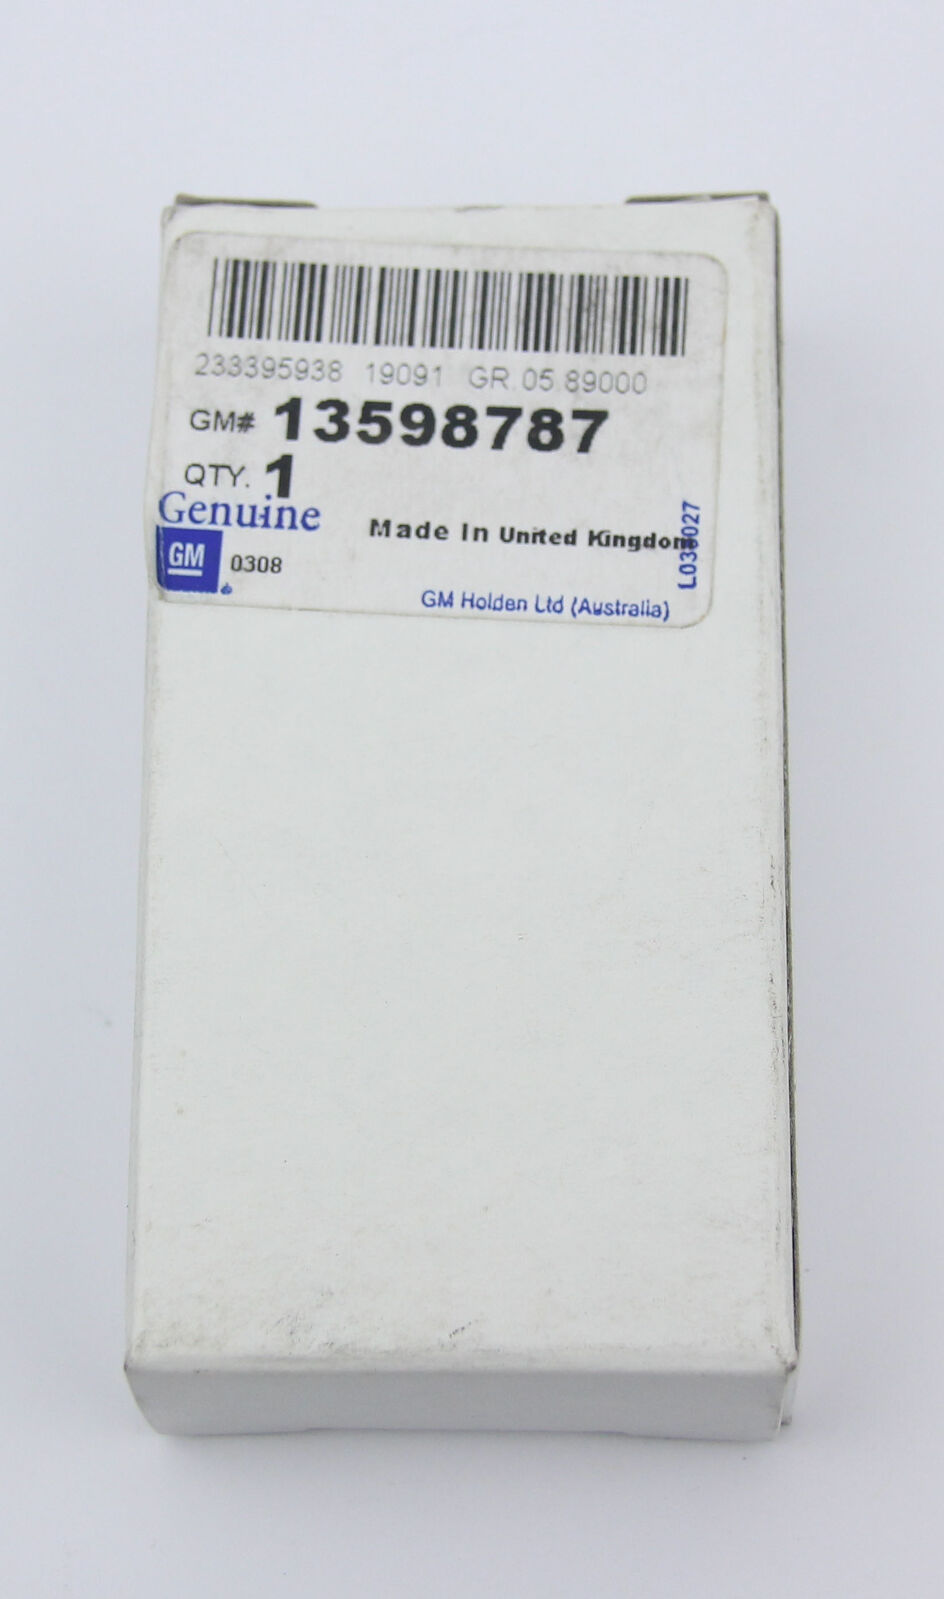 233395938 19091 GR.05.89000
GM# 13598787
QTY. 1
Genuine
GM 0308
Made In United Kingdom
L038027
GM Holden Ltd (Australia)